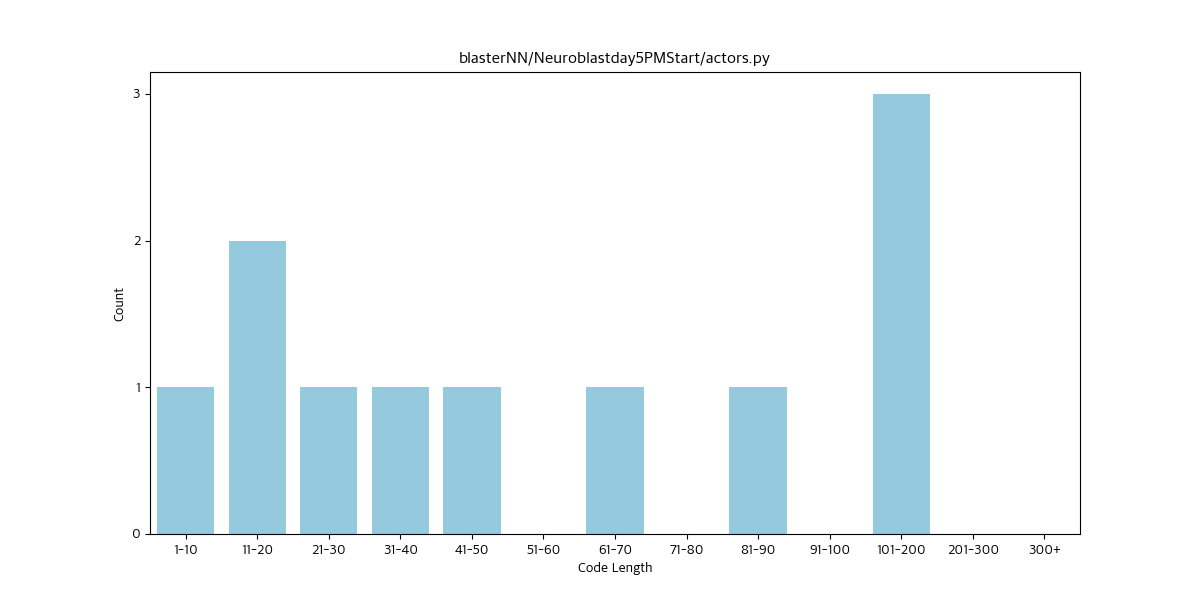 blasterNN/Neuroblastday5PMStart/actors.py
Count
3
2
1
0
1-10 11-20 21-30 31-40 41-50 51-60 61-70 71-80 81-90 91-100 101-200 201-300 300+
Code Length